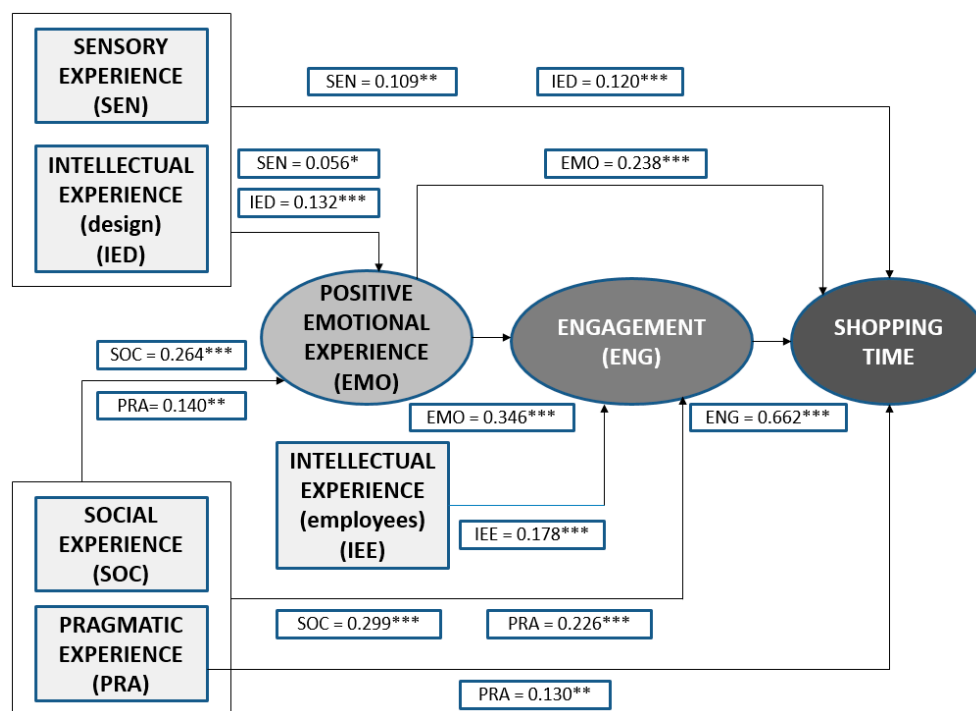 SENSORY
EXPERIENCE
(SEN)
SEN = 0.109**
IED = 0.120***
INTELLECTUAL
EXPERIENCE
(design)
(IED)
SEN = 0.056*
IED = 0.132***
EMO = 0.238***
POSITIVE
EMOTIONAL
EXPERIENCE
(EMO)
ENGAGEMENT
(ENG)
SHOPPING
TIME
SOC = 0.264***
PRA= 0.140**
EMO = 0.346***
ENG = 0.662***
INTELLECTUAL
EXPERIENCE
(employees)
(IEE)
IEE = 0.178***
SOCIAL
EXPERIENCE
(SOC)
PRAGMATIC
EXPERIENCE
(PRA)
SOC = 0.299***
PRA = 0.226***
PRA = 0.130**